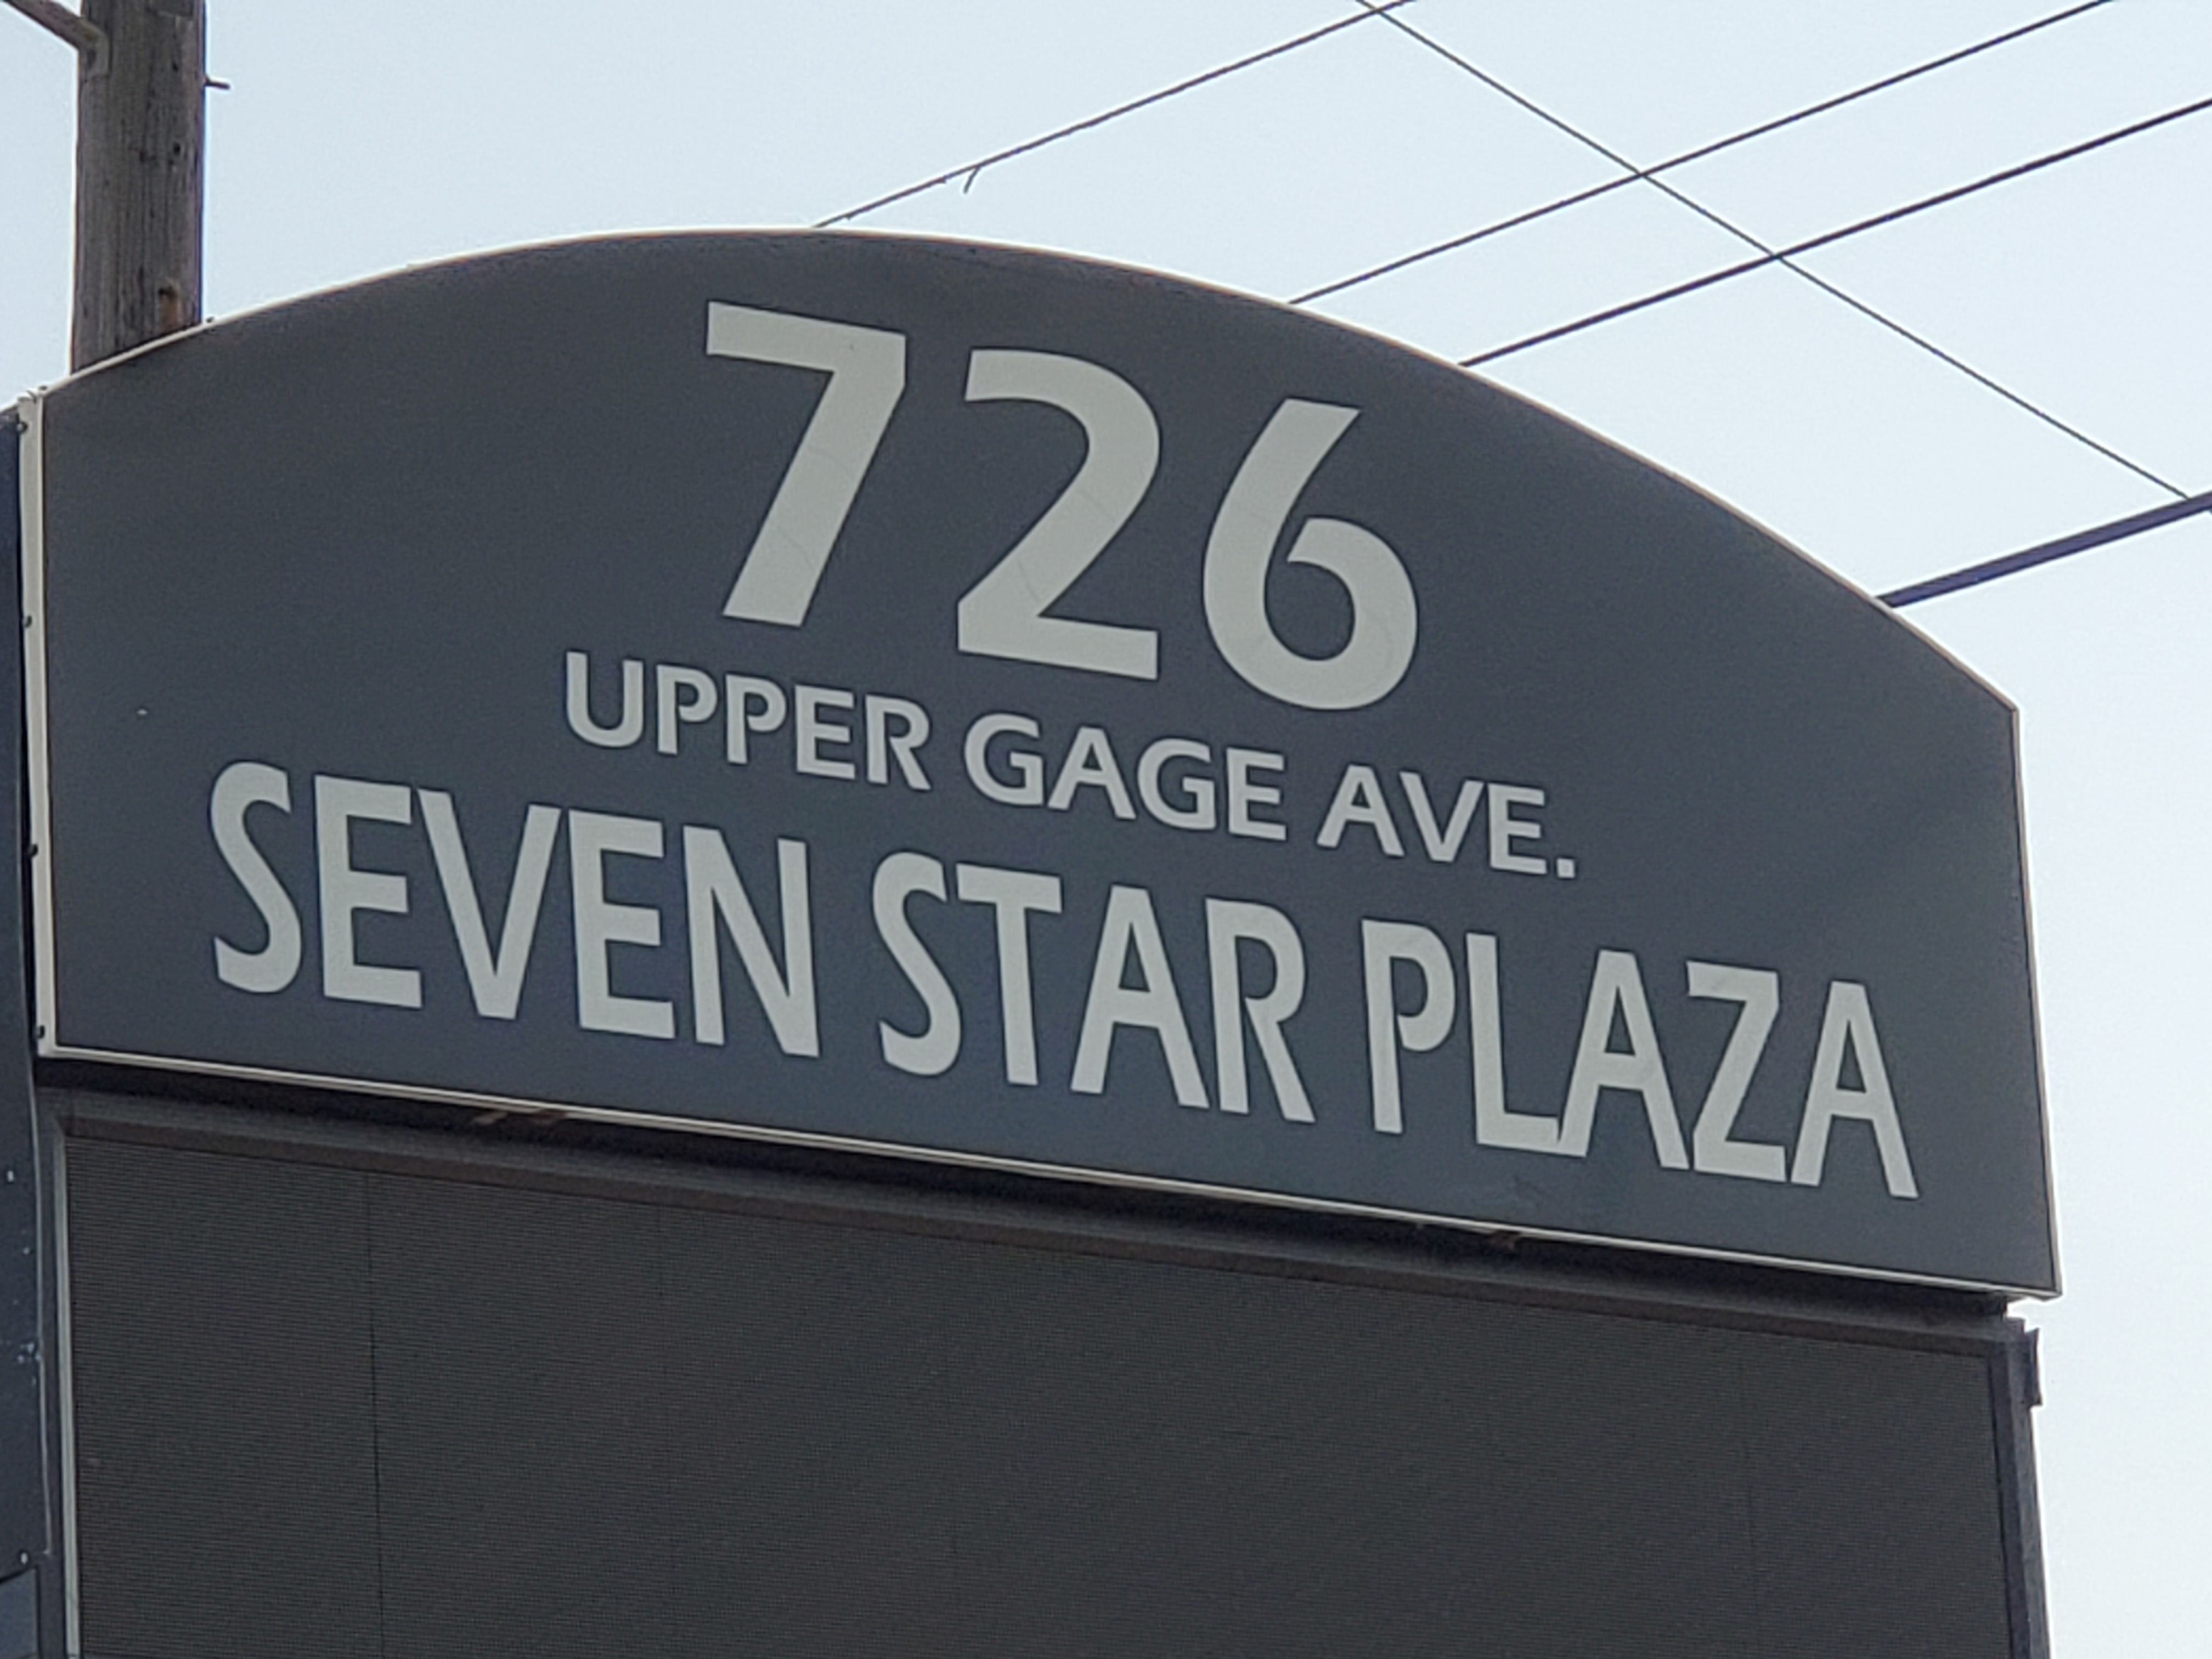 726
UPPER GAGE AVE.
SEVEN STAR PLAZA